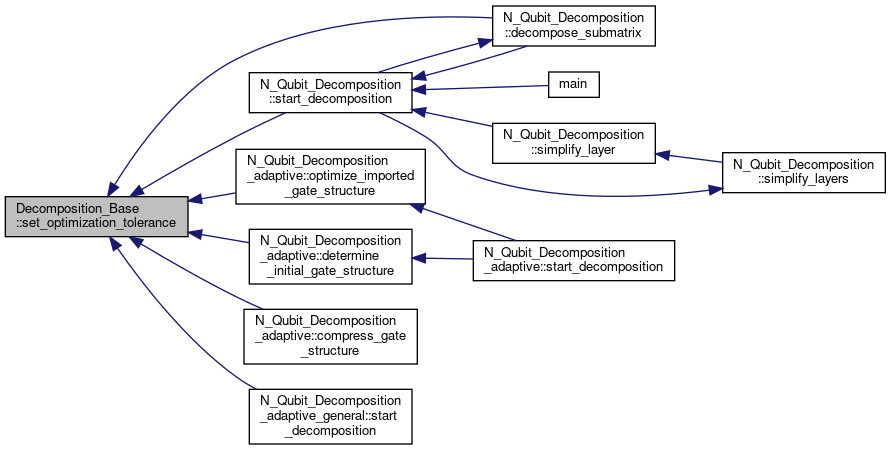 N_Qubit_Decomposition
::decompose_submatrix
N_Qubit_Decomposition
::start_decomposition
main
N_Qubit_Decomposition
::simplify_layer
N_Qubit_Decomposition
::simplify_layers
N_Qubit_Decomposition
_adaptive::optimize_imported
_gate_structure
Decomposition_Base
::set_optimization_tolerance
N_Qubit_Decomposition
_adaptive::determine
_initial_gate_structure
N_Qubit_Decomposition
_adaptive::start_decomposition
N_Qubit_Decomposition
_adaptive::compress_gate
_structure
N_Qubit_Decomposition
_adaptive_general::start
_decomposition